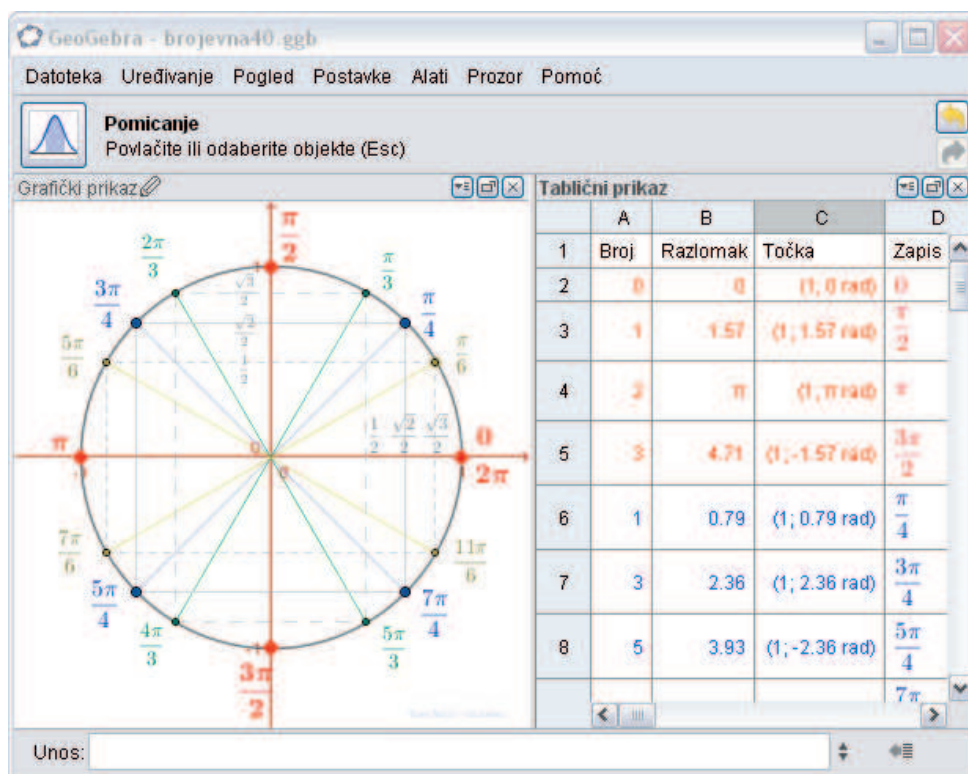 GeoGebra - brojevna40.ggb
Datoteka Uređivanje Pogled Postavke Alati Prozor Pomoć
Pomicanje
Povlačite ili odaberite objekte (Esc)
Grafički prikaz
π/2
2π/3
π/3
3π/4
π/4
5π/6
π/6
√3/2
√2/2
1/2
1/2 √2/2 √3/2
π
0
2π
0
0
7π/6
11π/6
5π/4
7π/4
4π/3
5π/3
-1
3π/2
Tablični prikaz
A B C D
1 Broj Razlomak Točka Zapis
2 0 0 (1; 0 rad) 0
3 1 1.57 (1; 1.57 rad) π/2
4 2 π (1; π rad) π
5 3 4.71 (1; -1.57 rad) 3π/2
6 1 0.79 (1; 0.79 rad) π/4
7 3 2.36 (1; 2.36 rad) 3π/4
8 5 3.93 (1; -2.36 rad) 5π/4
7π
Unos: